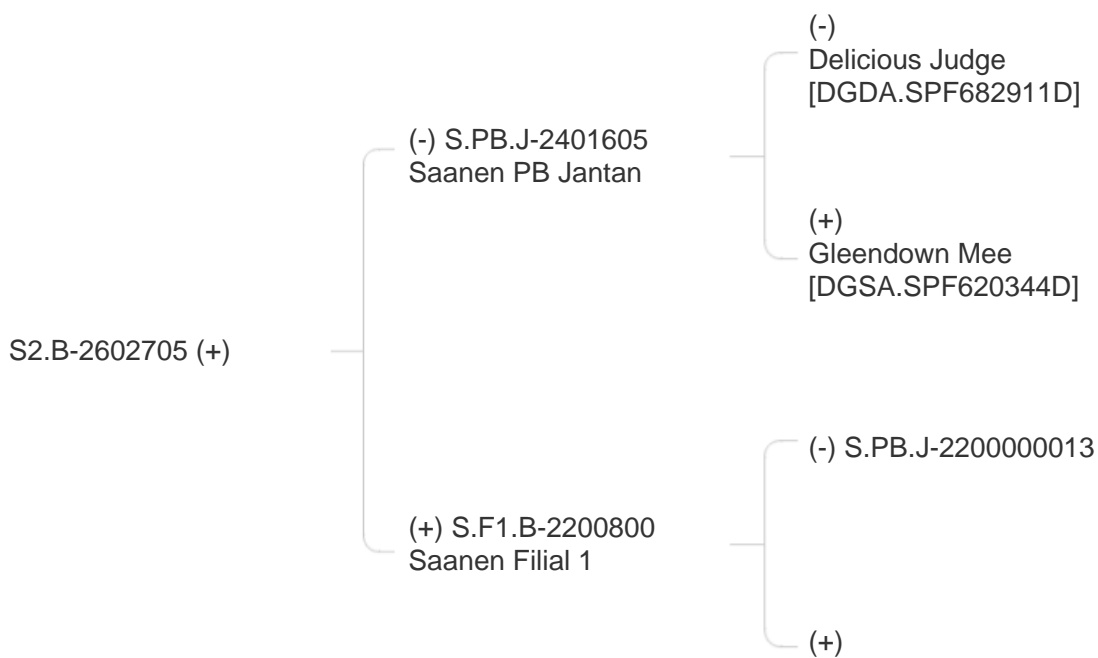 (-)
Delicious Judge
[DGDA.SPF682911D]
(-) S.PB.J-2401605
Saanen PB Jantan
(+)
Gleendown Mee
[DGSA.SPF620344D]
S2.B-2602705 (+)
(-) S.PB.J-2200000013
(+) S.F1.B-2200800
Saanen Filial 1
(+)